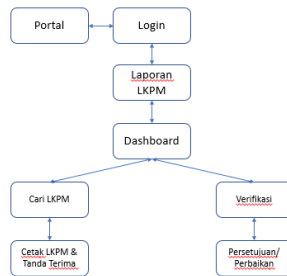 Portal
Login
Laporan
LKPM
Dashboard
Cari LKPM
Verifikasi
Cetak LKPM &
Tanda Terima
Persetujuan/
Perbaikan